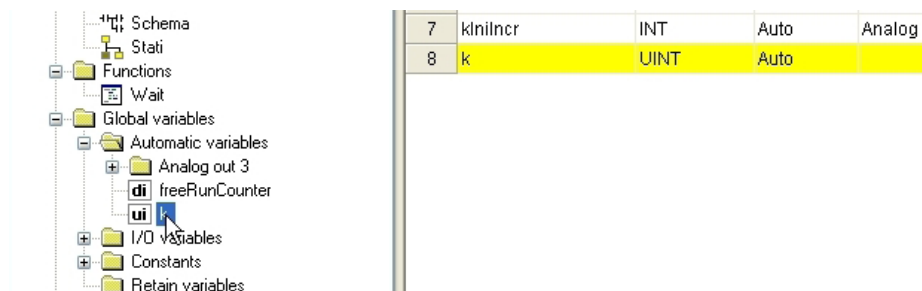 Schema
Stati
Functions
Wait
Global variables
Automatic variables
Analog out 3
di freeRunCounter
ui k
I/O variables
Constants
Retain variables
7 kIniIncr INT Auto Analog
8 k UINT Auto